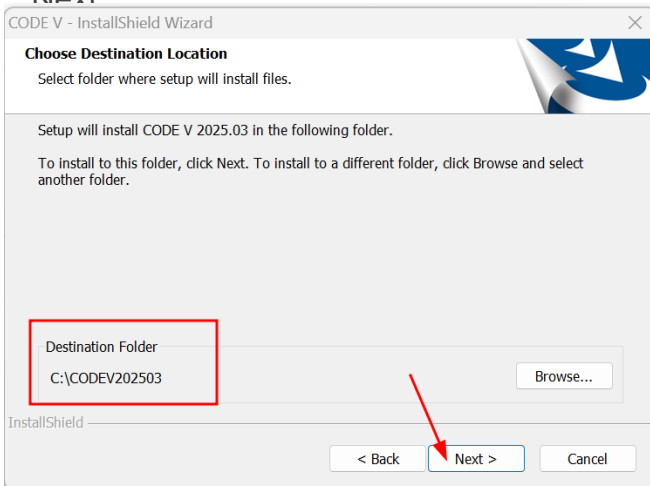 CODE V - InstallShield Wizard
Choose Destination Location
Select folder where setup will install files.
Setup will install CODE V 2025.03 in the following folder.
To install to this folder, click Next. To install to a different folder, click Browse and select
another folder.
Destination Folder
C:\CODEV202503
Browse...
InstallShield
< Back
Next >
Cancel